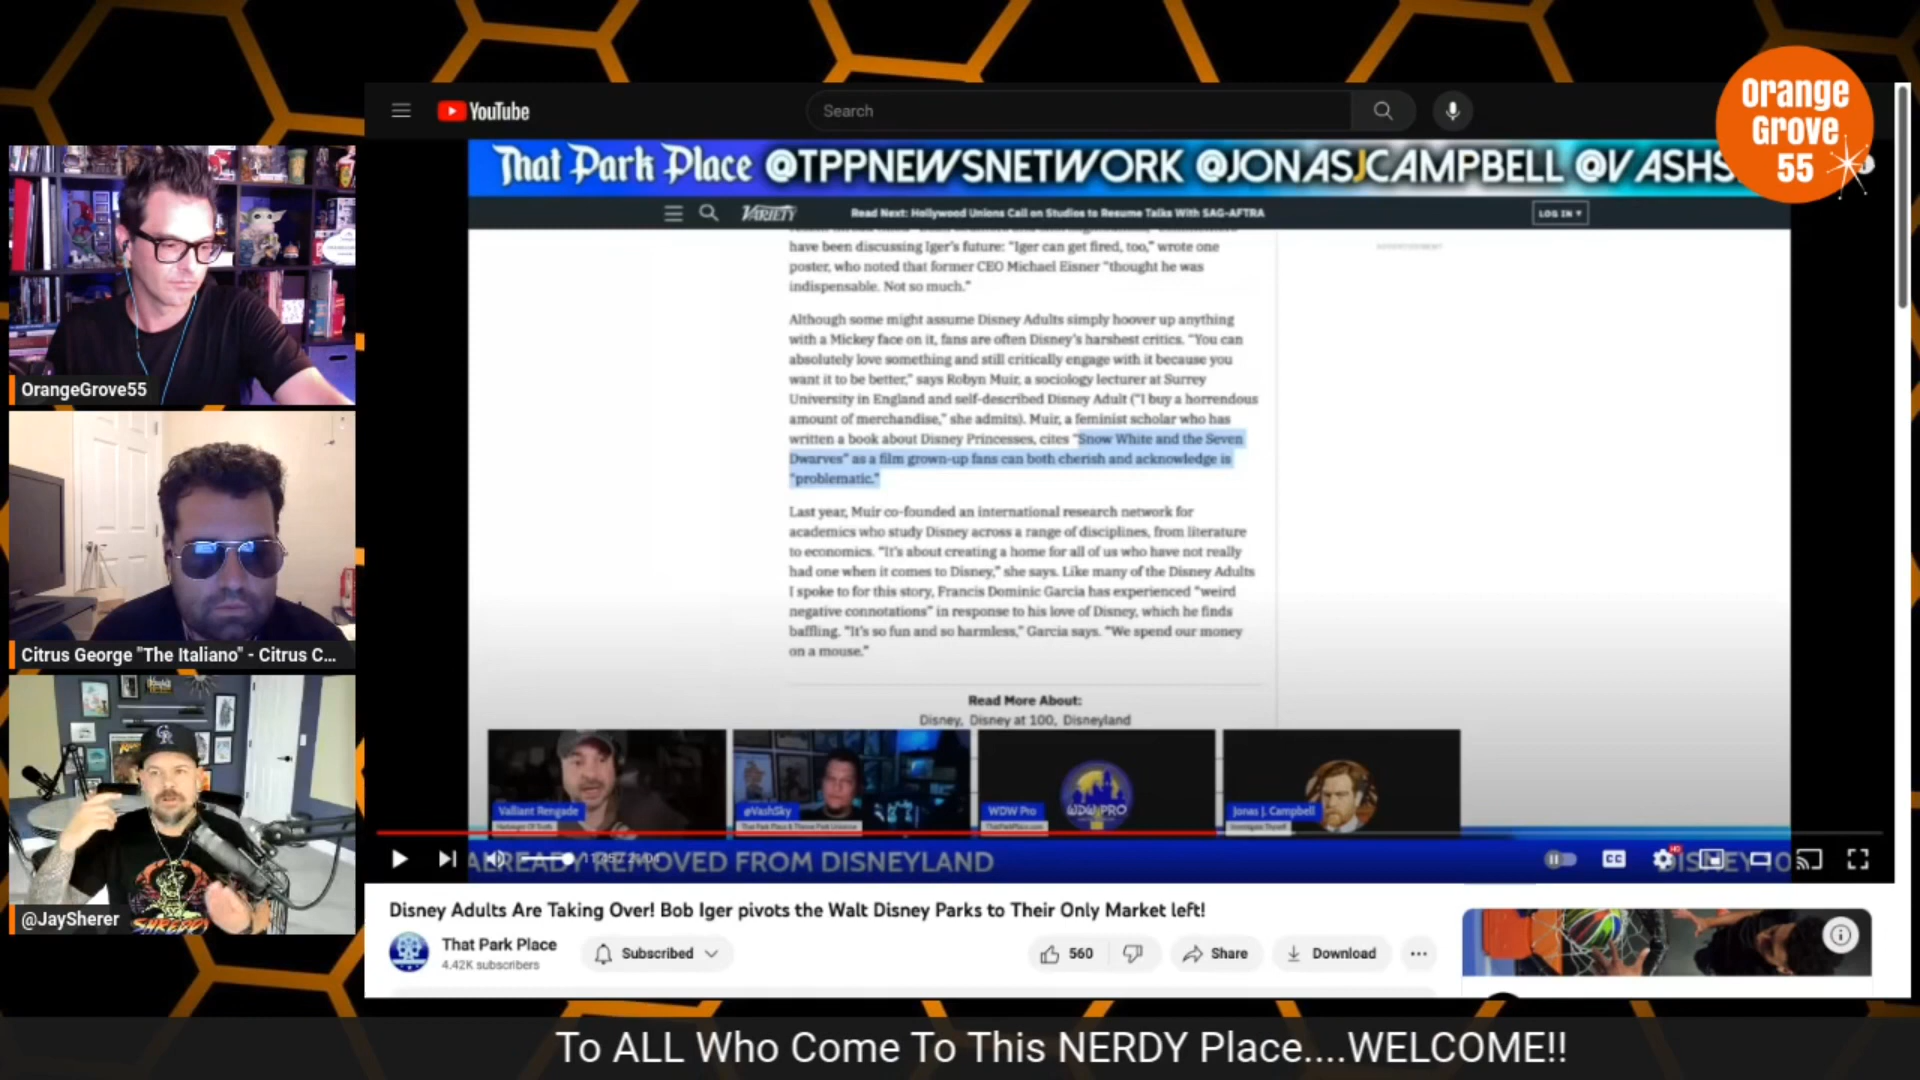 YouTube
Search
Orange
Grove
55
That Park Place @TPPNEWSNETWORK @JONASJCAMPBELL @VASHS
VARIETY
Read Next: Hollywood Unions Call on Studios to Resume Talks With SAG-AFTRA
LOG IN
have been discussing Iger's future: "Iger can get fired, too," wrote one
poster, who noted that former CEO Michael Eisner "thought he was
indispensable. Not so much."
ADVERTISEMENT
Although some might assume Disney Adults simply hoover up anything
with a Mickey face on it, fans are often Disney's harshest critics. "You can
absolutely love something and still critically engage with it because you
want it to be better," says Robyn Muir, a sociology lecturer at Surrey
University in England and self-described Disney Adult ("I buy a horrendous
amount of merchandise," she admits). Muir, a feminist scholar who has
written a book about Disney Princesses, cites "Snow White and the Seven
Dwarves" as a film grown-up fans can both cherish and acknowledge is
"problematic."
Last year, Muir co-founded an international research network for
academics who study Disney across a range of disciplines, from literature
to economics. "It's about creating a home for all of us who have not really
had one when it comes to Disney," she says. Like many of the Disney Adults
I spoke to for this story, Francis Dominic Garcia has experienced "weird
negative connotations" in response to his love of Disney, which he finds
baffling. "It's so fun and so harmless," Garcia says. "We spend our money
on a mouse."
Read More About:
Disney, Disney at 100, Disneyland
OrangeGrove55
Citrus George "The Italiano" - Citrus C...
@JaySherer
Valliant Rengade
@VashSky
WDW Pro
WDW PRO
Jonas J. Campbell
ALREADY REMOVED FROM DISNEYLAND
DISNEY 10
CC
HD
Disney Adults Are Taking Over! Bob Iger pivots the Walt Disney Parks to Their Only Market left!
That Park Place
4.42K subscribers
Subscribed
560
Share
Download
To ALL Who Come To This NERDY Place....WELCOME!!